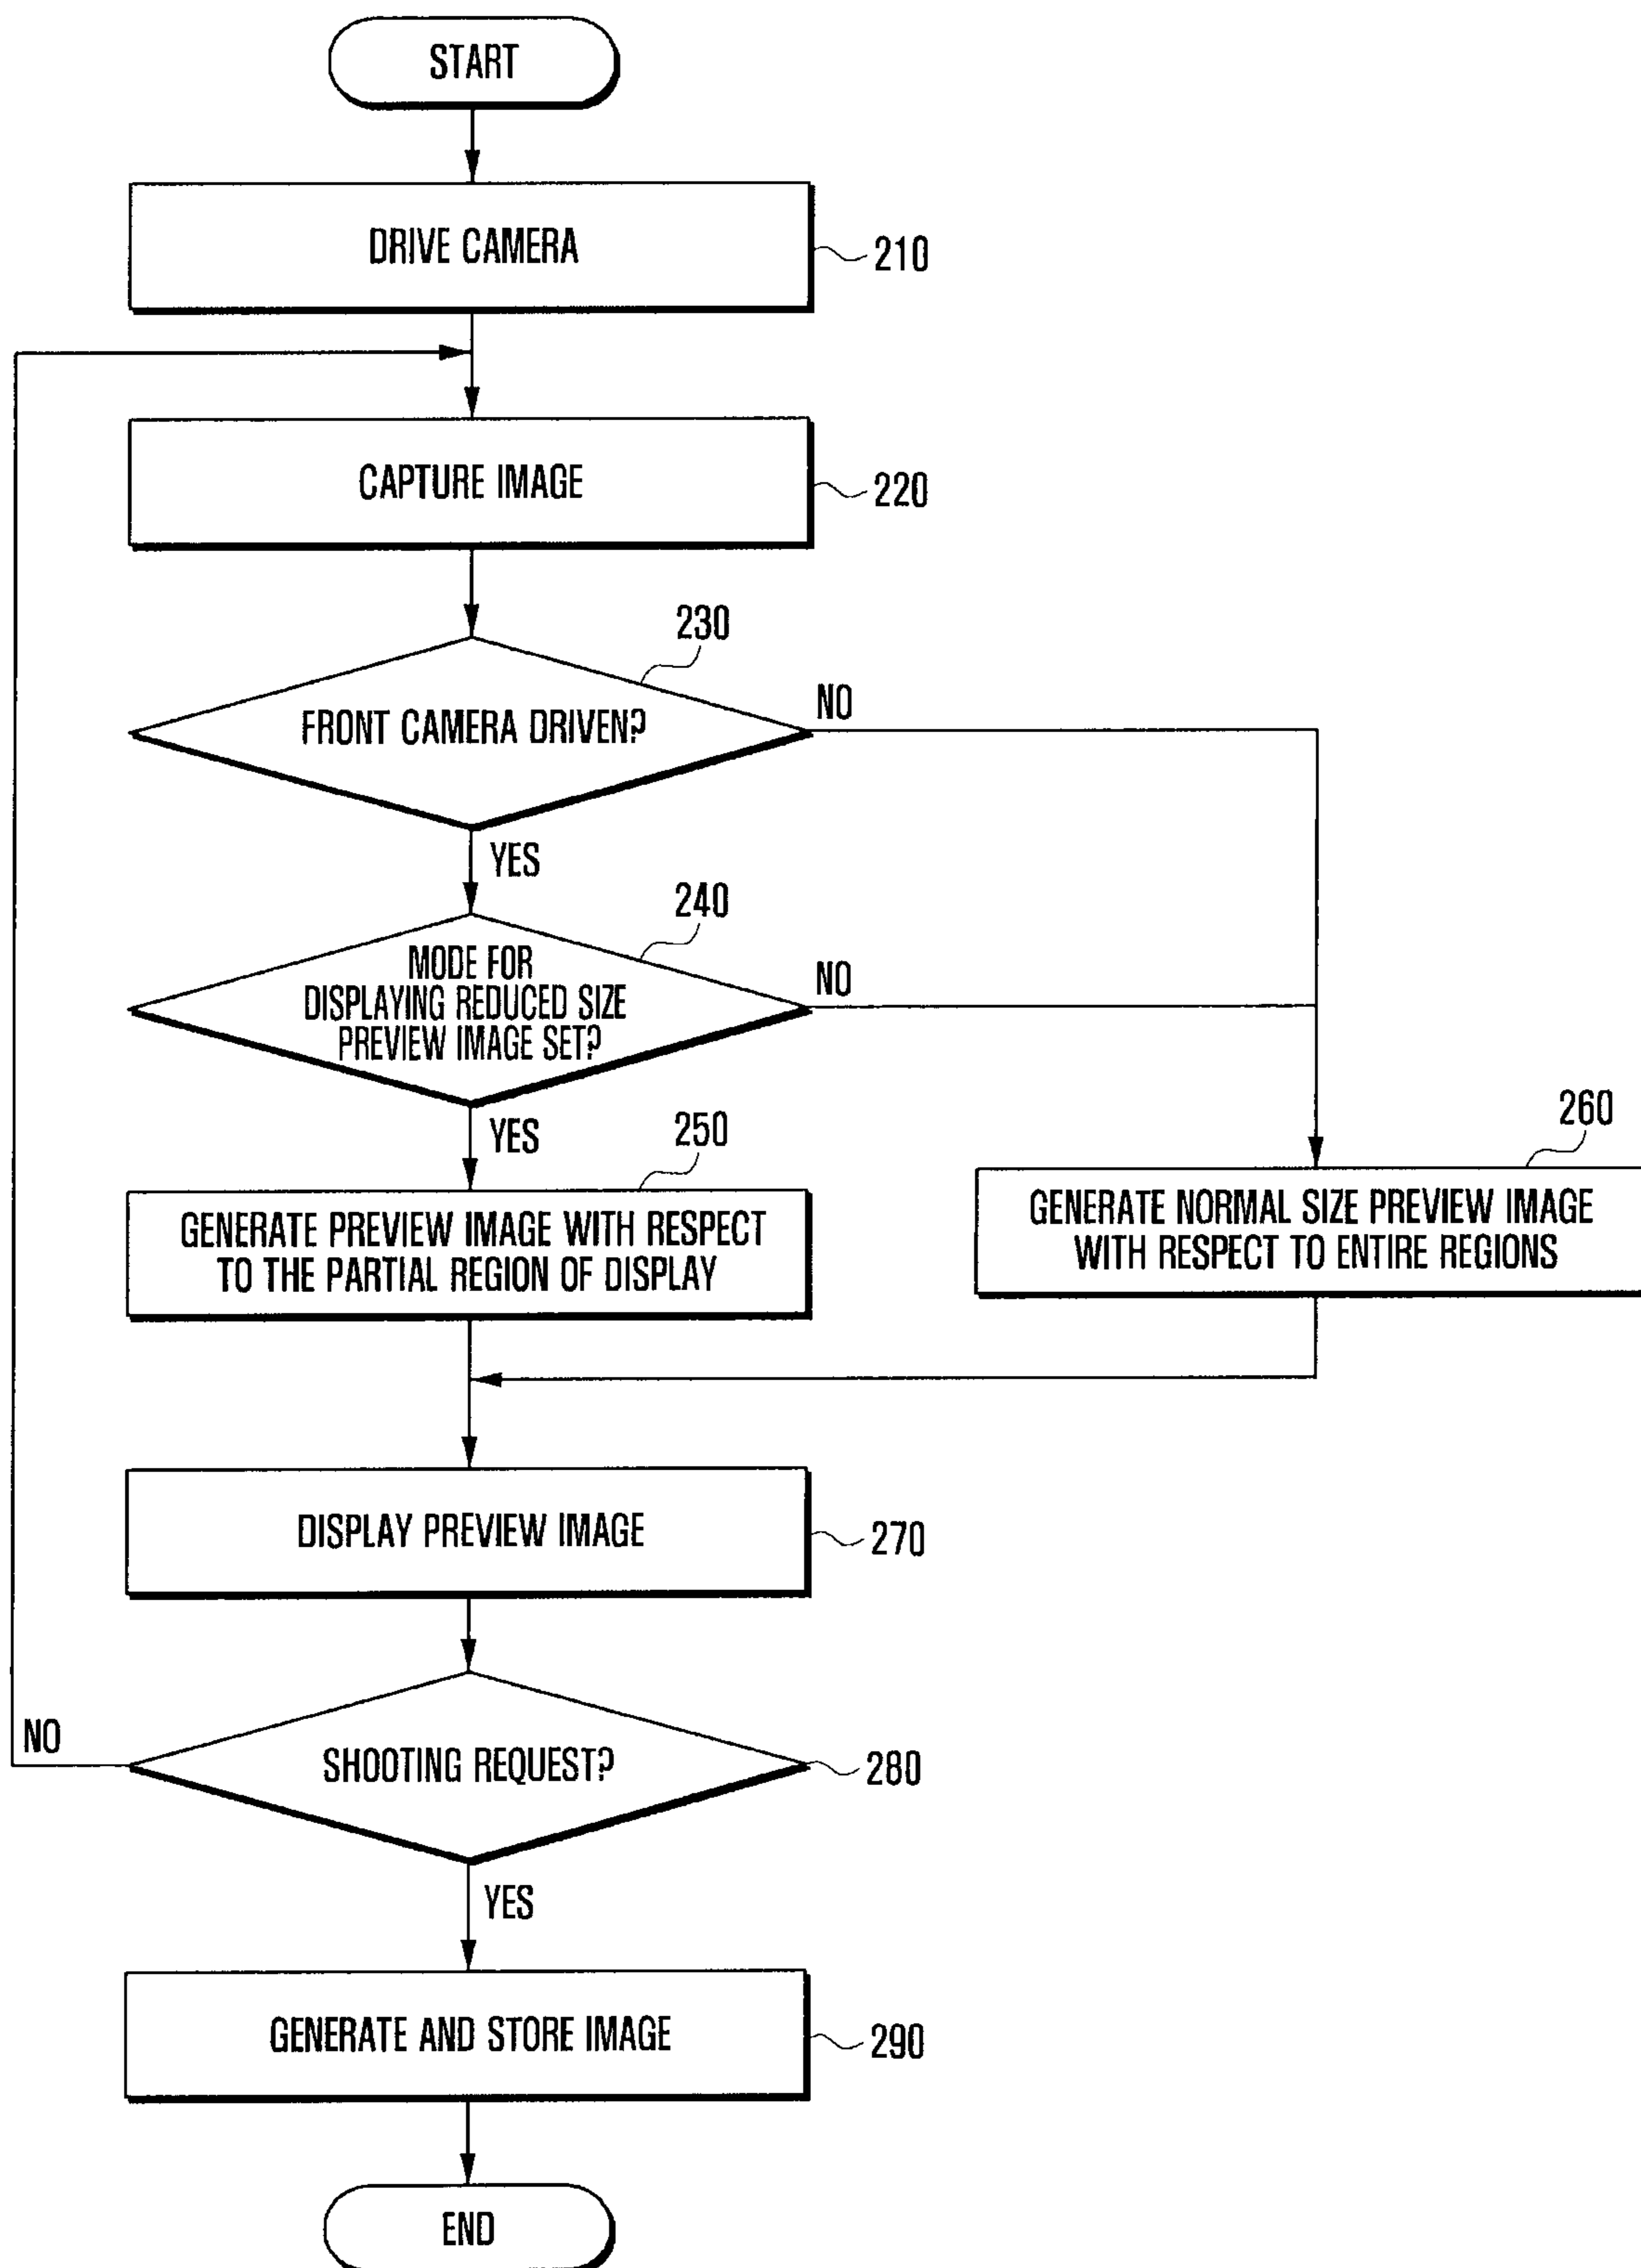 START
DRIVE CAMERA
210
CAPTURE IMAGE
220
230
FRONT CAMERA DRIVEN?
NO
YES
240
MODE FOR
DISPLAYING REDUCED SIZE
PREVIEW IMAGE SET?
NO
YES
250
GENERATE PREVIEW IMAGE WITH RESPECT
TO THE PARTIAL REGION OF DISPLAY
260
GENERATE NORMAL SIZE PREVIEW IMAGE
WITH RESPECT TO ENTIRE REGIONS
DISPLAY PREVIEW IMAGE
270
NO
SHOOTING REQUEST?
280
YES
GENERATE AND STORE IMAGE
290
END